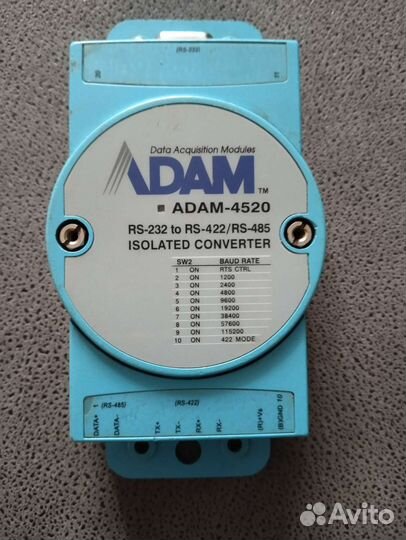 (RS-232)
20
11
Data Acquisition Modules
ADAM TM
ADAM-4520
RS-232 to RS-422/RS-485
ISOLATED CONVERTER
SW2 BAUD RATE
1 ON RTS CTRL
2 ON 1200
3 ON 2400
4 ON 4800
5 ON 9600
6 ON 19200
7 ON 38400
8 ON 57600
9 ON 115200
10 ON 422 MODE
1 (RS-485)
(RS-422)
DATA+
DATA-
TX+
TX-
RX+
RX-
(R)+Vs
(B)GND 10
Avito